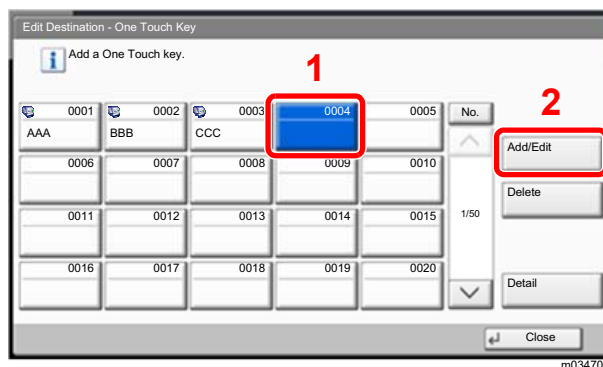 Edit Destination - One Touch Key
Add a One Touch key.
1
2
0001 0002 0003 0004 0005 No.
AAA BBB CCC
Add/Edit
0006 0007 0008 0009 0010
Delete
0011 0012 0013 0014 0015 1/50
0016 0017 0018 0019 0020
Detail
Close
m03470